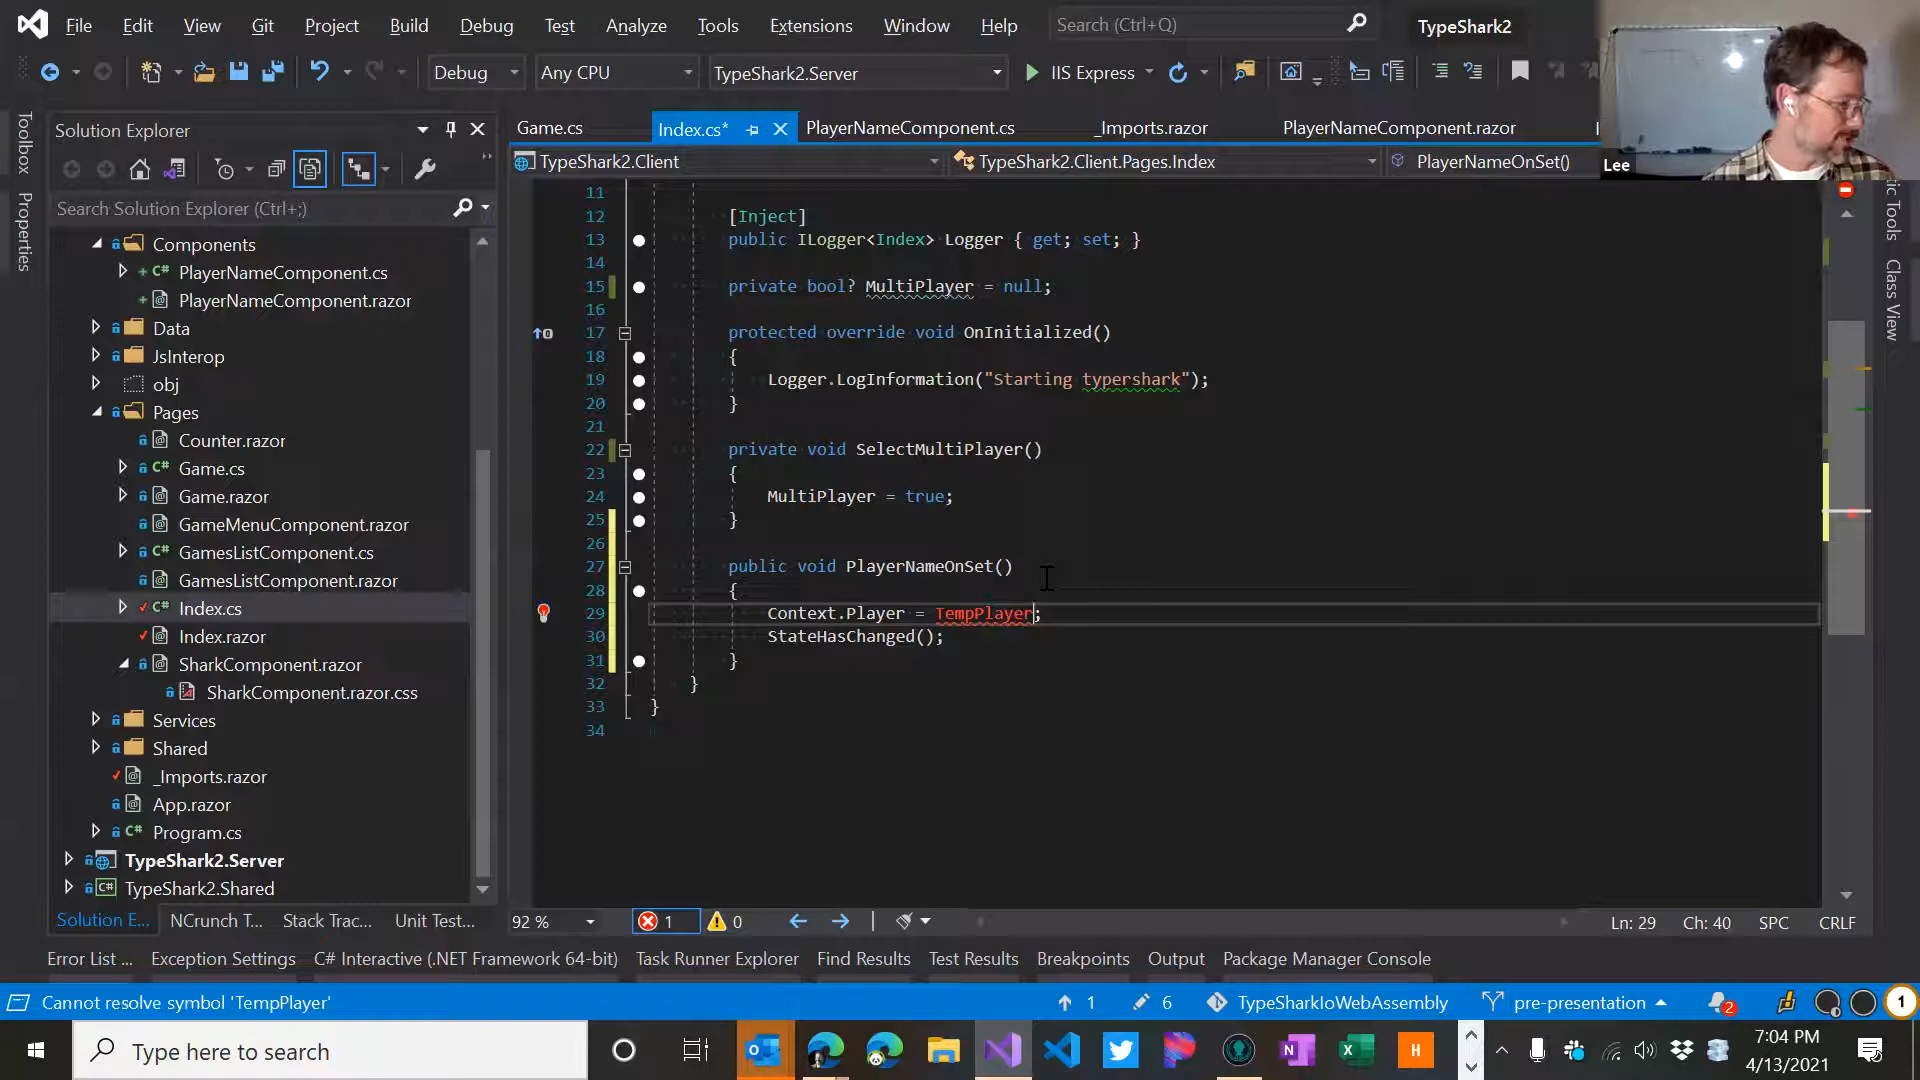 File Edit View Git Project Build Debug Test Analyze Tools Extensions Window Help Search (Ctrl+Q) TypeShark2
Debug Any CPU TypeShark2.Server IIS Express
Toolbox
Properties
Solution Explorer
Search Solution Explorer (Ctrl+;)
Components
PlayerNameComponent.cs
PlayerNameComponent.razor
Data
JsInterop
obj
Pages
Counter.razor
Game.cs
Game.razor
GameMenuComponent.razor
GamesListComponent.cs
GamesListComponent.razor
Index.cs
Index.razor
SharkComponent.razor
SharkComponent.razor.css
Services
Shared
_Imports.razor
App.razor
Program.cs
TypeShark2.Server
TypeShark2.Shared
Solution E... NCrunch T... Stack Trac... Unit Test...
Game.cs Index.cs* PlayerNameComponent.cs _Imports.razor PlayerNameComponent.razor
TypeShark2.Client TypeShark2.Client.Pages.Index PlayerNameOnSet()
Lee
11
12 [Inject]
13 public ILogger<Index> Logger { get; set; }
14
15 private bool? MultiPlayer = null;
16
17 protected override void OnInitialized()
18 {
19 Logger.LogInformation("Starting typershark");
20 }
21
22 private void SelectMultiPlayer()
23 {
24 MultiPlayer = true;
25 }
26
27 public void PlayerNameOnSet()
28 {
29 Context.Player = TempPlayer;
30 StateHasChanged();
31 }
32 }
33 }
34
Class View
92 % 1 0 Ln: 29 Ch: 40 SPC CRLF
Error List ... Exception Settings C# Interactive (.NET Framework 64-bit) Task Runner Explorer Find Results Test Results Breakpoints Output Package Manager Console
Cannot resolve symbol 'TempPlayer' 1 6 TypeSharkIoWebAssembly pre-presentation 2 1
Type here to search
7:04 PM
4/13/2021